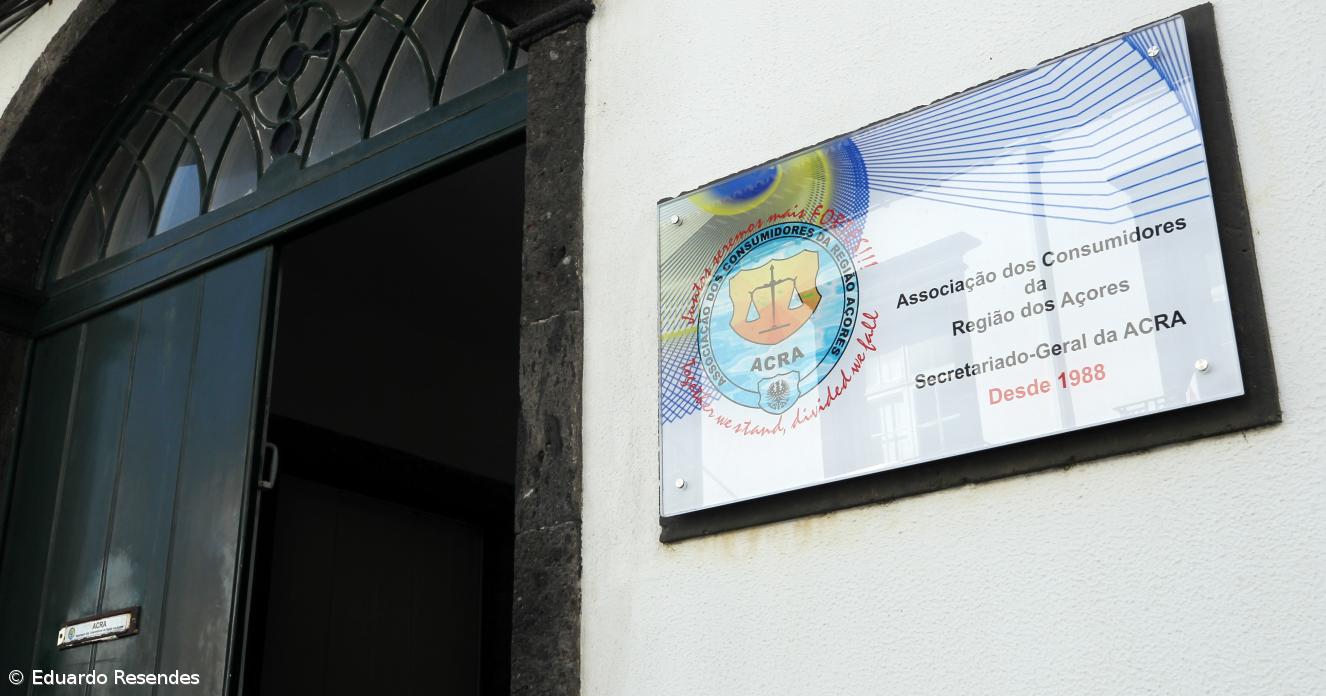 Juntos seremos mais FORTES!!!
ASSOCIAÇÃO DOS CONSUMIDORES DA REGIÃO AÇORES
ACRA
Together we stand, divided we fall
Associação dos Consumidores
da
Região dos Açores
Secretariado-Geral da ACRA
Desde 1988
ACRA
© Eduardo Resendes